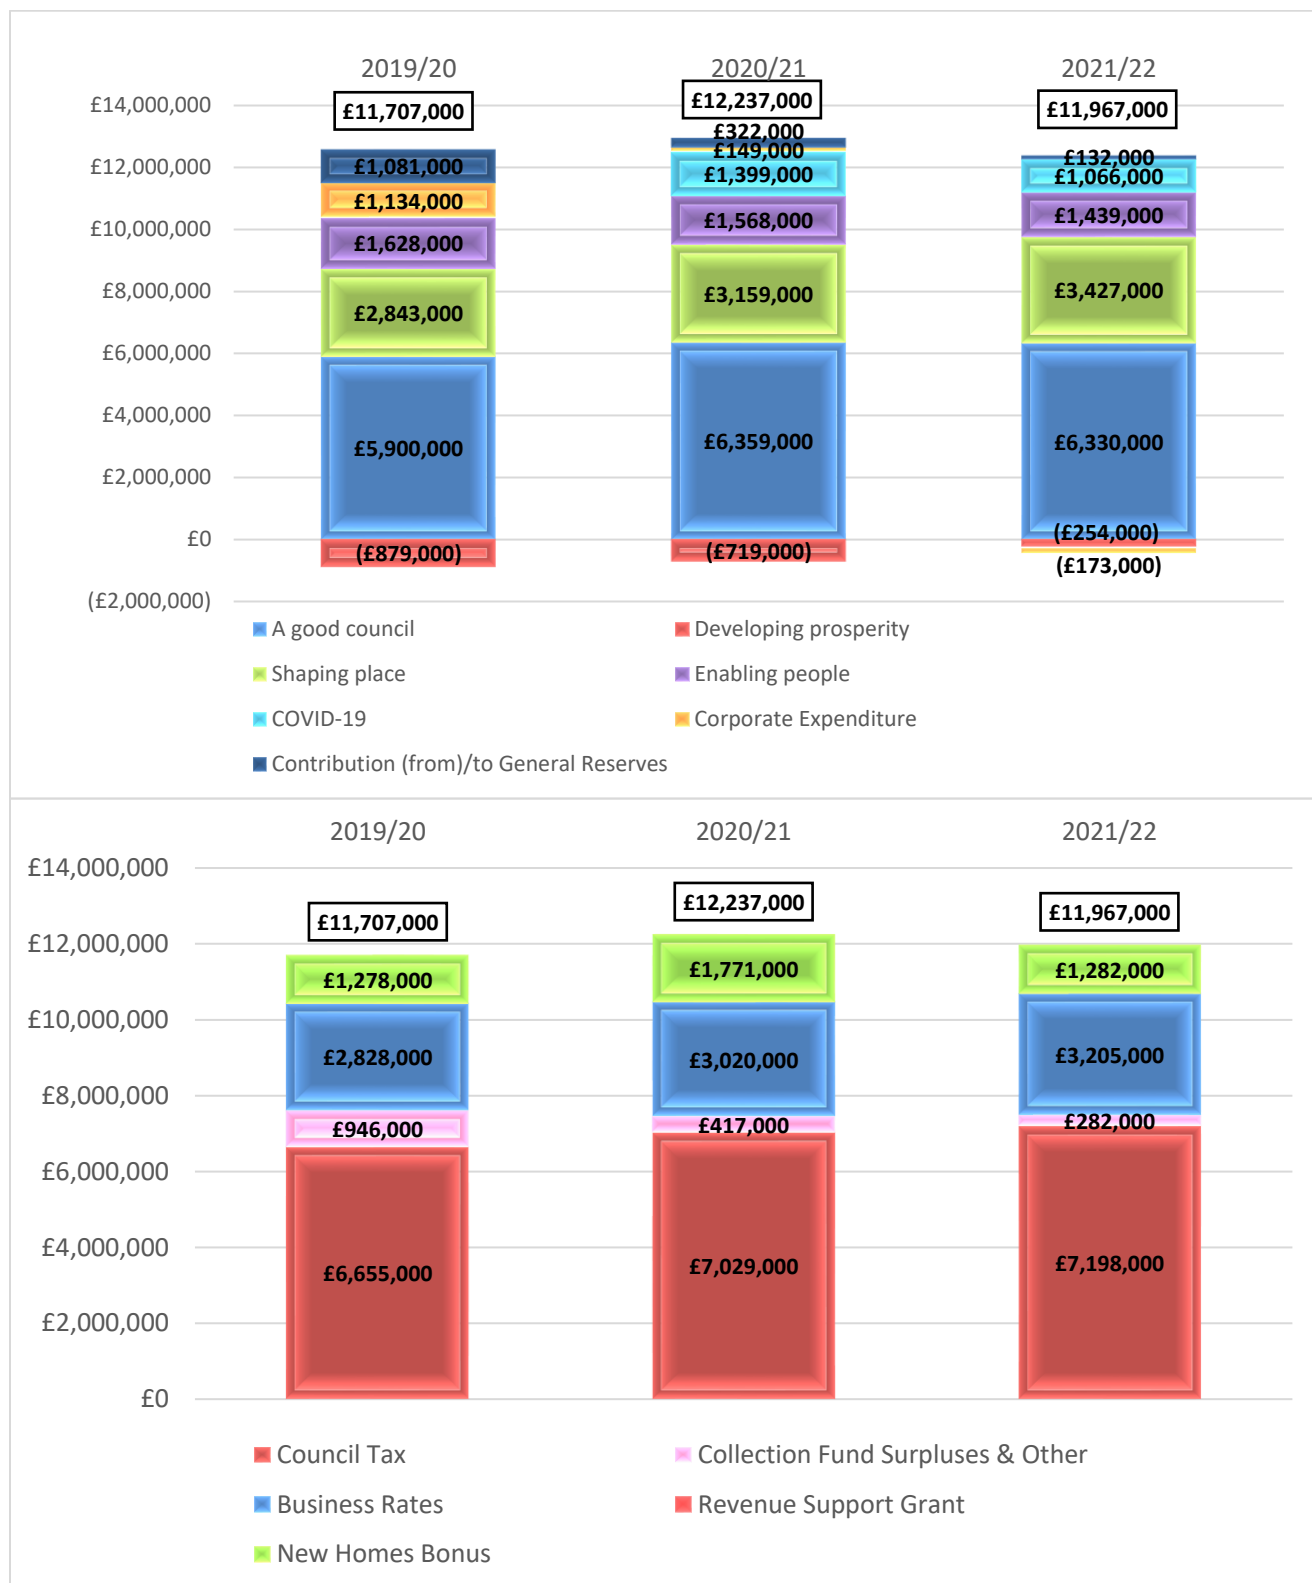 2019/20 2020/21 2021/22
£14,000,000 £11,707,000 £12,237,000 £11,967,000
£322,000
£12,000,000 £1,081,000 £149,000 £132,000
£1,134,000 £1,399,000 £1,066,000
£10,000,000 £1,628,000 £1,568,000 £1,439,000
£8,000,000 £2,843,000 £3,159,000 £3,427,000
£6,000,000
£4,000,000
£5,900,000 £6,359,000 £6,330,000
£2,000,000
£0 (£254,000)
(£879,000) (£719,000) (£173,000)
(£2,000,000)
A good council Developing prosperity
Shaping place Enabling people
COVID-19 Corporate Expenditure
Contribution (from)/to General Reserves
2019/20 2020/21 2021/22
£14,000,000
£11,707,000 £12,237,000 £11,967,000
£12,000,000
£1,278,000 £1,771,000 £1,282,000
£10,000,000
£2,828,000 £3,020,000 £3,205,000
£8,000,000
£946,000 £417,000 £282,000
£6,000,000
£4,000,000
£6,655,000 £7,029,000 £7,198,000
£2,000,000
£0
Council Tax Collection Fund Surpluses & Other
Business Rates Revenue Support Grant
New Homes Bonus